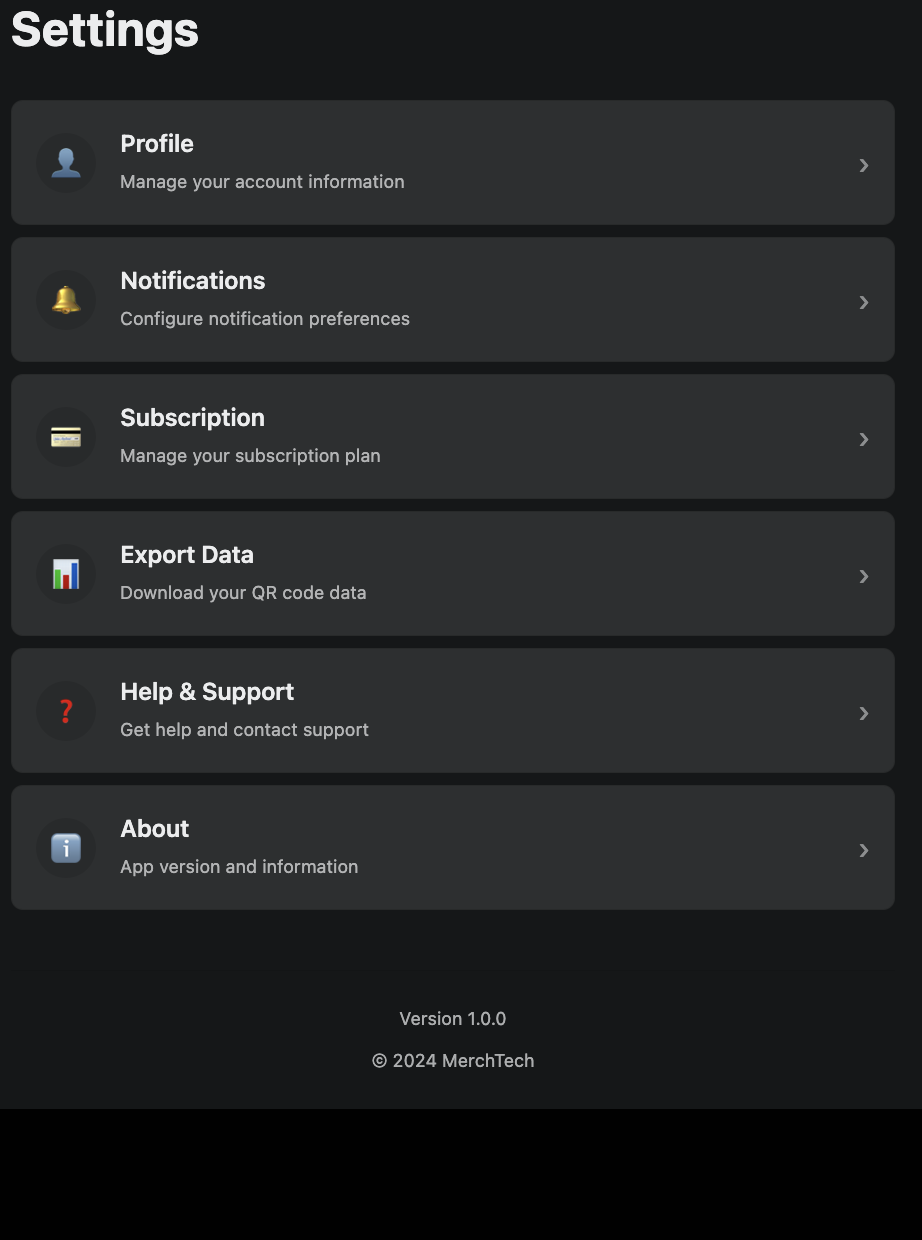 Settings
Profile
Manage your account information
Notifications
Configure notification preferences
Subscription
Manage your subscription plan
Export Data
Download your QR code data
Help & Support
Get help and contact support
About
App version and information
Version 1.0.0
© 2024 MerchTech